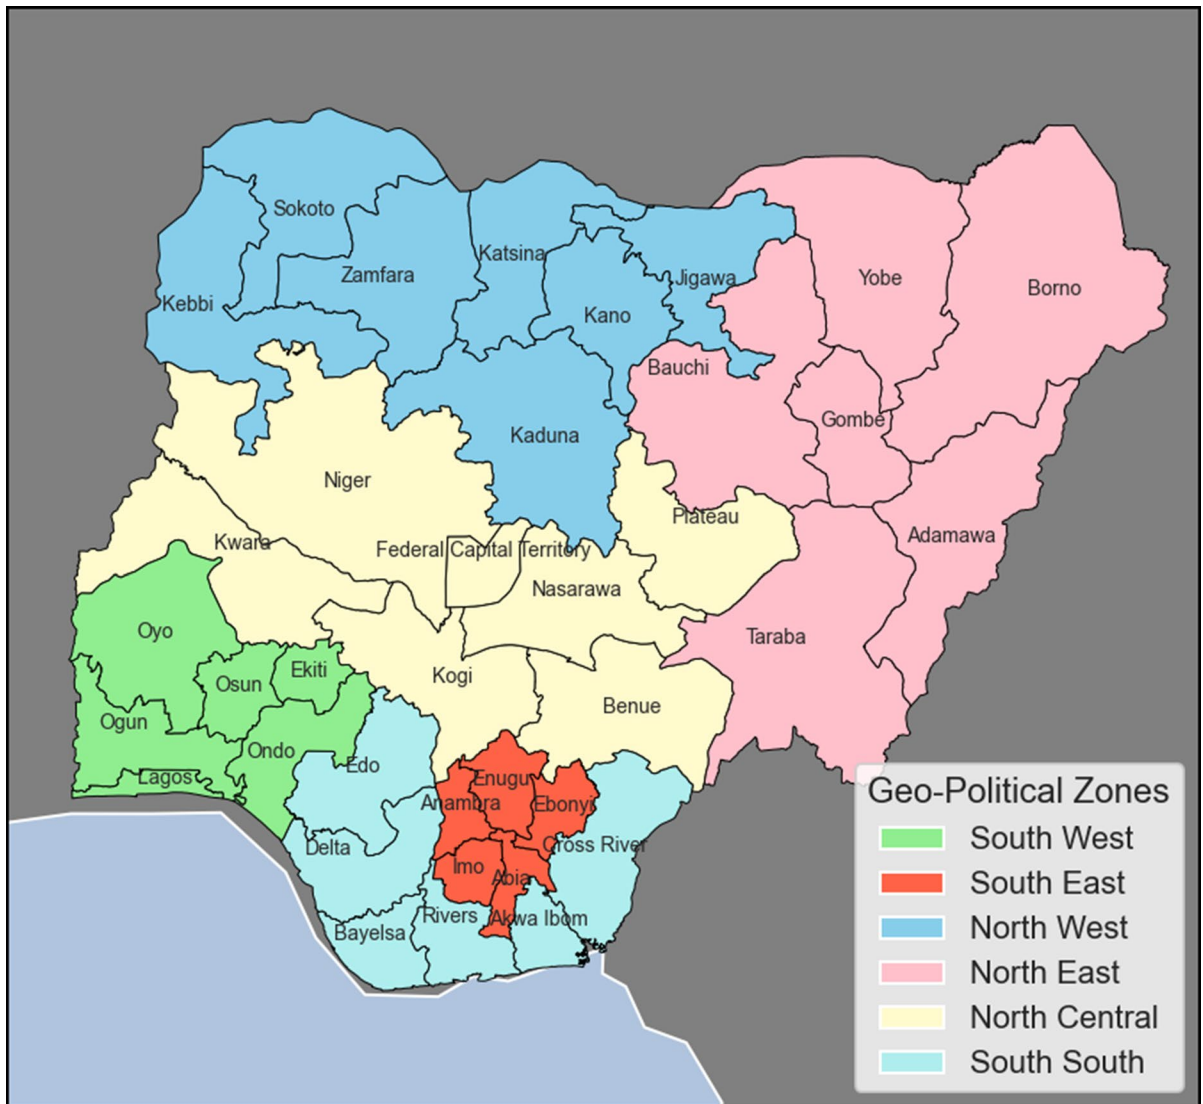 Sokoto
Katsina
Zamfara
Jigawa
Yobe
Borno
Kebbi
Kano
Bauchi
Gombe
Kaduna
Niger
Plateau
Adamawa
Kwara
Federal Capital Territory
Nasarawa
Oyo
Taraba
Ekiti
Kogi
Osun
Benue
Ogun
Ondo
Edo
Lagos
Enugu
Anambra
Ebonyi
Delta
Cross River
Imo
Abia
Rivers
Akwa Ibom
Bayelsa
Geo-Political Zones
South West
South East
North West
North East
North Central
South South